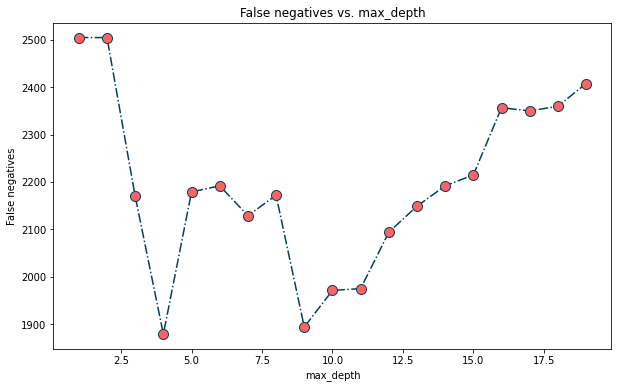 False negatives vs. max_depth
False negatives
2500
2400
2300
2200
2100
2000
1900
2.5 5.0 7.5 10.0 12.5 15.0 17.5
max_depth